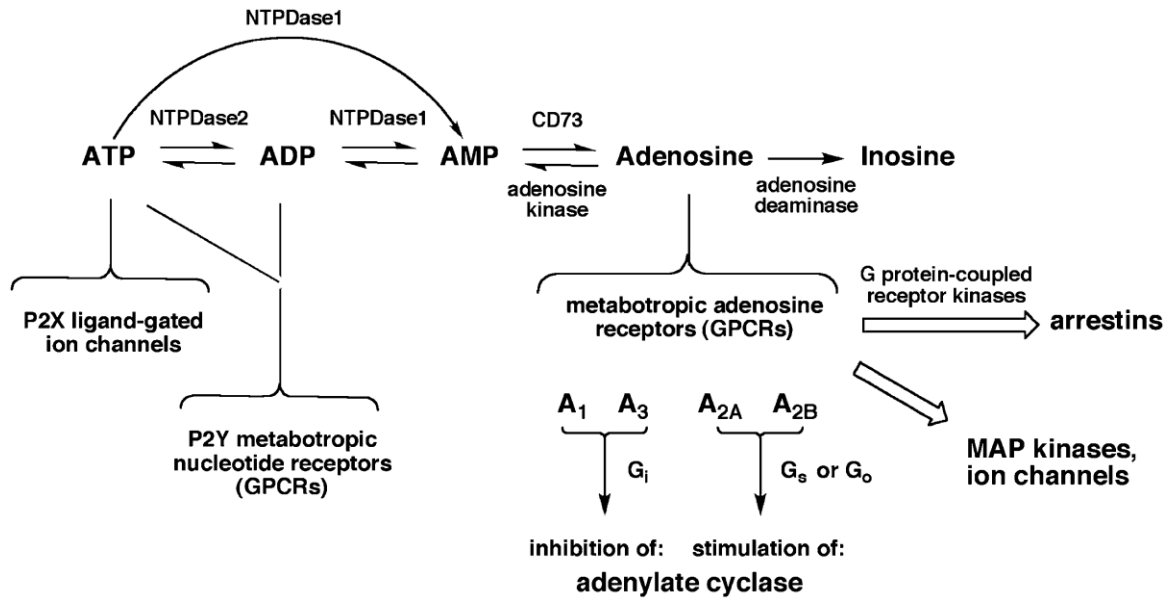 NTPDase1
NTPDase2
NTPDase1
CD73
ATP
ADP
AMP
Adenosine
Inosine
adenosine
kinase
adenosine
deaminase
P2X ligand-gated
ion channels
metabotropic adenosine
receptors (GPCRs)
G protein-coupled
receptor kinases
arrestins
P2Y metabotropic
nucleotide receptors
(GPCRs)
A1 A3 A2A A2B
MAP kinases,
ion channels
Gi
Gs or Go
inhibition of: stimulation of:
adenylate cyclase